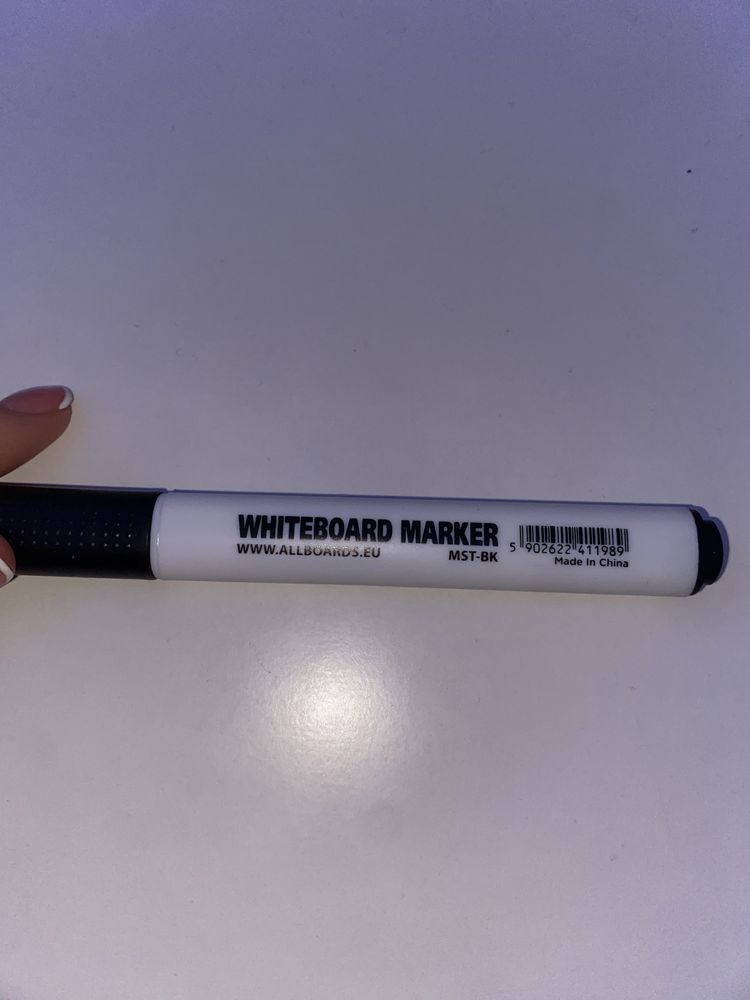 WHITEBOARD MARKER
WWW.ALLBOARDS.EU MST-BK
5 902622 411989
Made In China